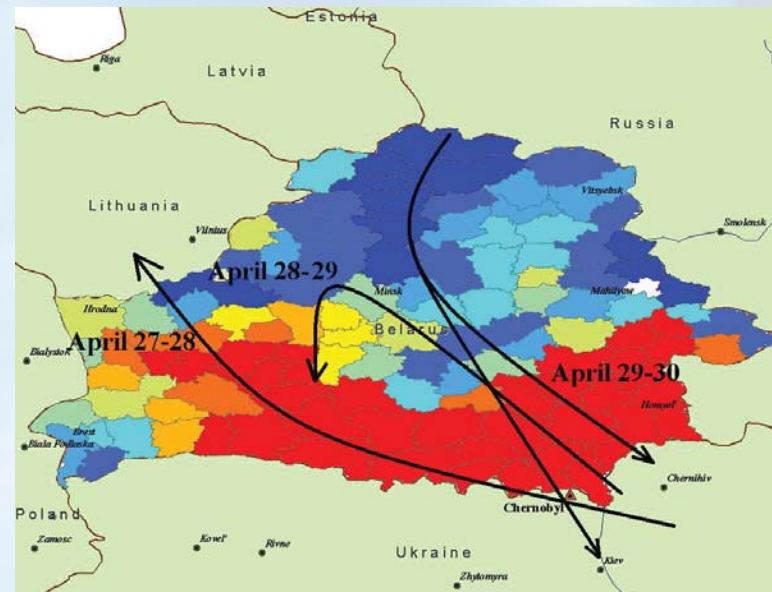 Estonia
Riga
Latvia
Russia
Vitsyebsk
Lithuania
Smolensk
Vilnius
April 28-29
Minsk
Mahilyow
Hrodna
Belarus
April 27-28
Bialystok
April 29-30
Homyel'
Brest
Biala Podlaska
Chernihiv
Chernobyl
Poland
Kovel'
Rivne
Ukraine
Zamosc
Kiev
Zhytomyra